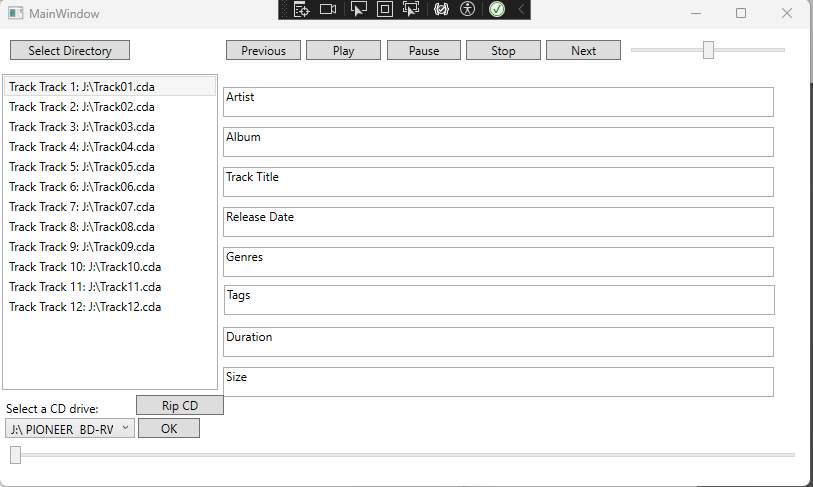 MainWindow
Select Directory
Previous
Play
Pause
Stop
Next
Track Track 1: J:\Track01.cda
Track Track 2: J:\Track02.cda
Track Track 3: J:\Track03.cda
Track Track 4: J:\Track04.cda
Track Track 5: J:\Track05.cda
Track Track 6: J:\Track06.cda
Track Track 7: J:\Track07.cda
Track Track 8: J:\Track08.cda
Track Track 9: J:\Track09.cda
Track Track 10: J:\Track10.cda
Track Track 11: J:\Track11.cda
Track Track 12: J:\Track12.cda
Artist
Album
Track Title
Release Date
Genres
Tags
Duration
Size
Select a CD drive:
Rip CD
J:\ PIONEER BD-RW
OK